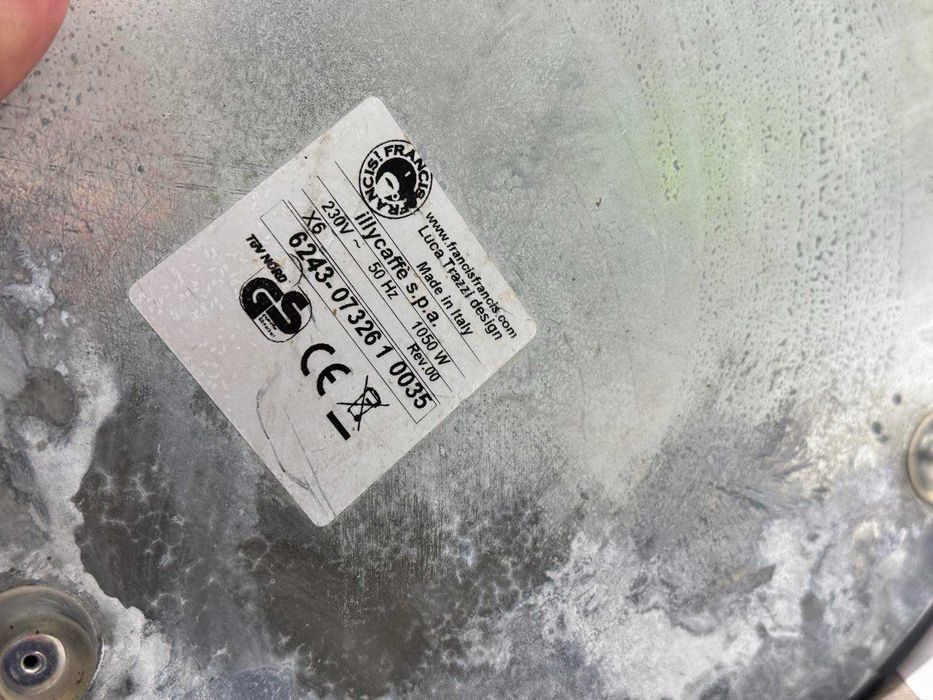 FRANCIS! FRANCIS!
www.francisfrancis.com
Luca Trazzi design
Made in Italy
illycaffè s.p.a.
230V ~ 50 Hz 1050 W
X6 Rev.00
6243-07326 1 0035
TÜV NORD
GS
CE